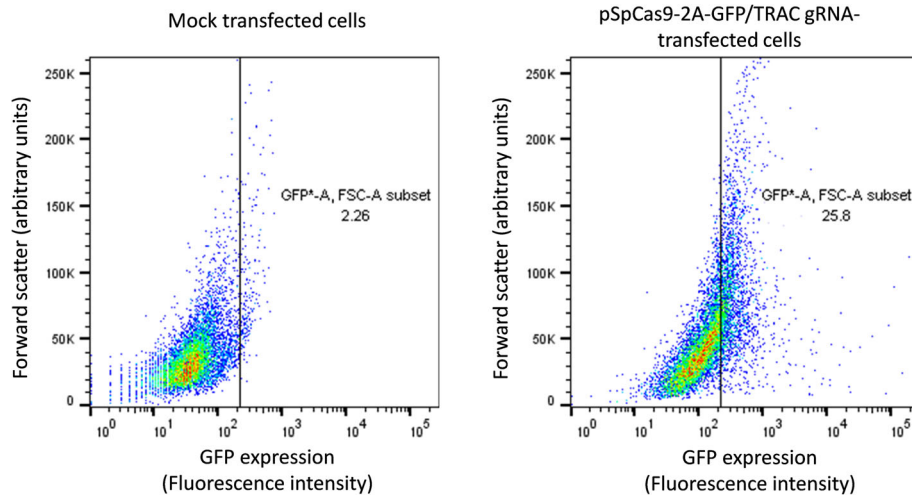 Mock transfected cells
pSpCas9-2A-GFP/TRAC gRNA-
transfected cells
Forward scatter (arbitrary units)
250K
200K
150K
100K
50K
0
GFP*-A, FSC-A subset
2.26
10^0 10^1 10^2 10^3 10^4 10^5
GFP expression
(Fluorescence intensity)
Forward scatter (arbitrary units)
250K
200K
150K
100K
50K
0
GFP*-A, FSC-A subset
25.8
10^0 10^1 10^2 10^3 10^4 10^5
GFP expression
(Fluorescence intensity)